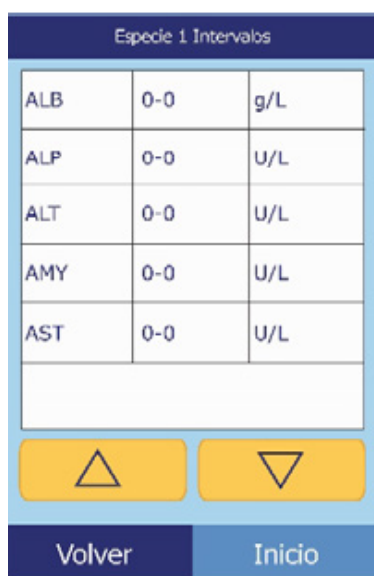 Especie 1 Intervalos
ALB 0-0 g/L
ALP 0-0 U/L
ALT 0-0 U/L
AMY 0-0 U/L
AST 0-0 U/L
Volver Inicio